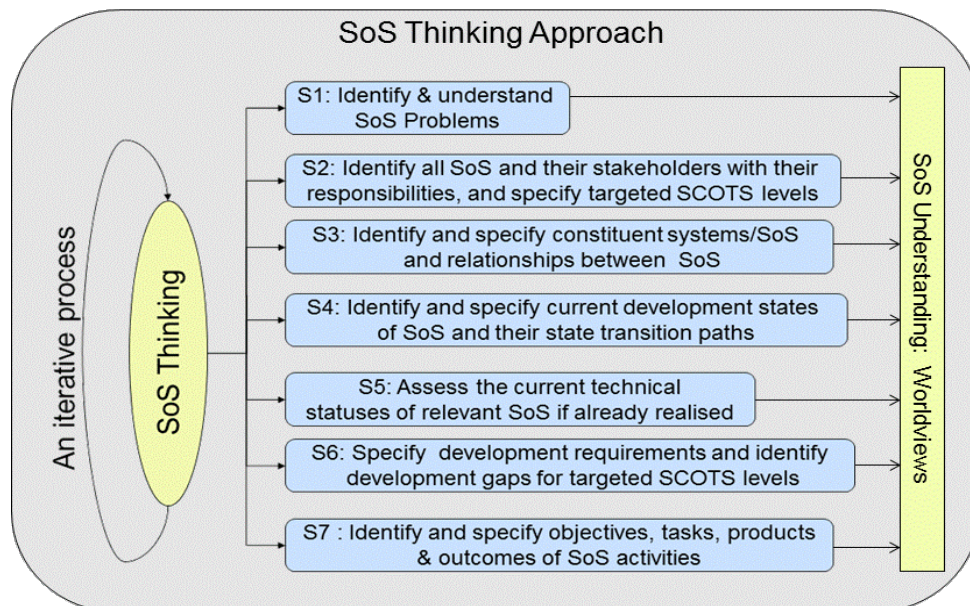 SoS Thinking Approach
An iterative process
SoS Thinking
S1: Identify & understand
SoS Problems
S2: Identify all SoS and their stakeholders with their
responsibilities, and specify targeted SCOTS levels
S3: Identify and specify constituent systems/SoS
and relationships between SoS
S4: Identify and specify current development states
of SoS and their state transition paths
S5: Assess the current technical
statuses of relevant SoS if already realised
S6: Specify development requirements and identify
development gaps for targeted SCOTS levels
S7 : Identify and specify objectives, tasks, products
& outcomes of SoS activities
SoS Understanding: Worldviews